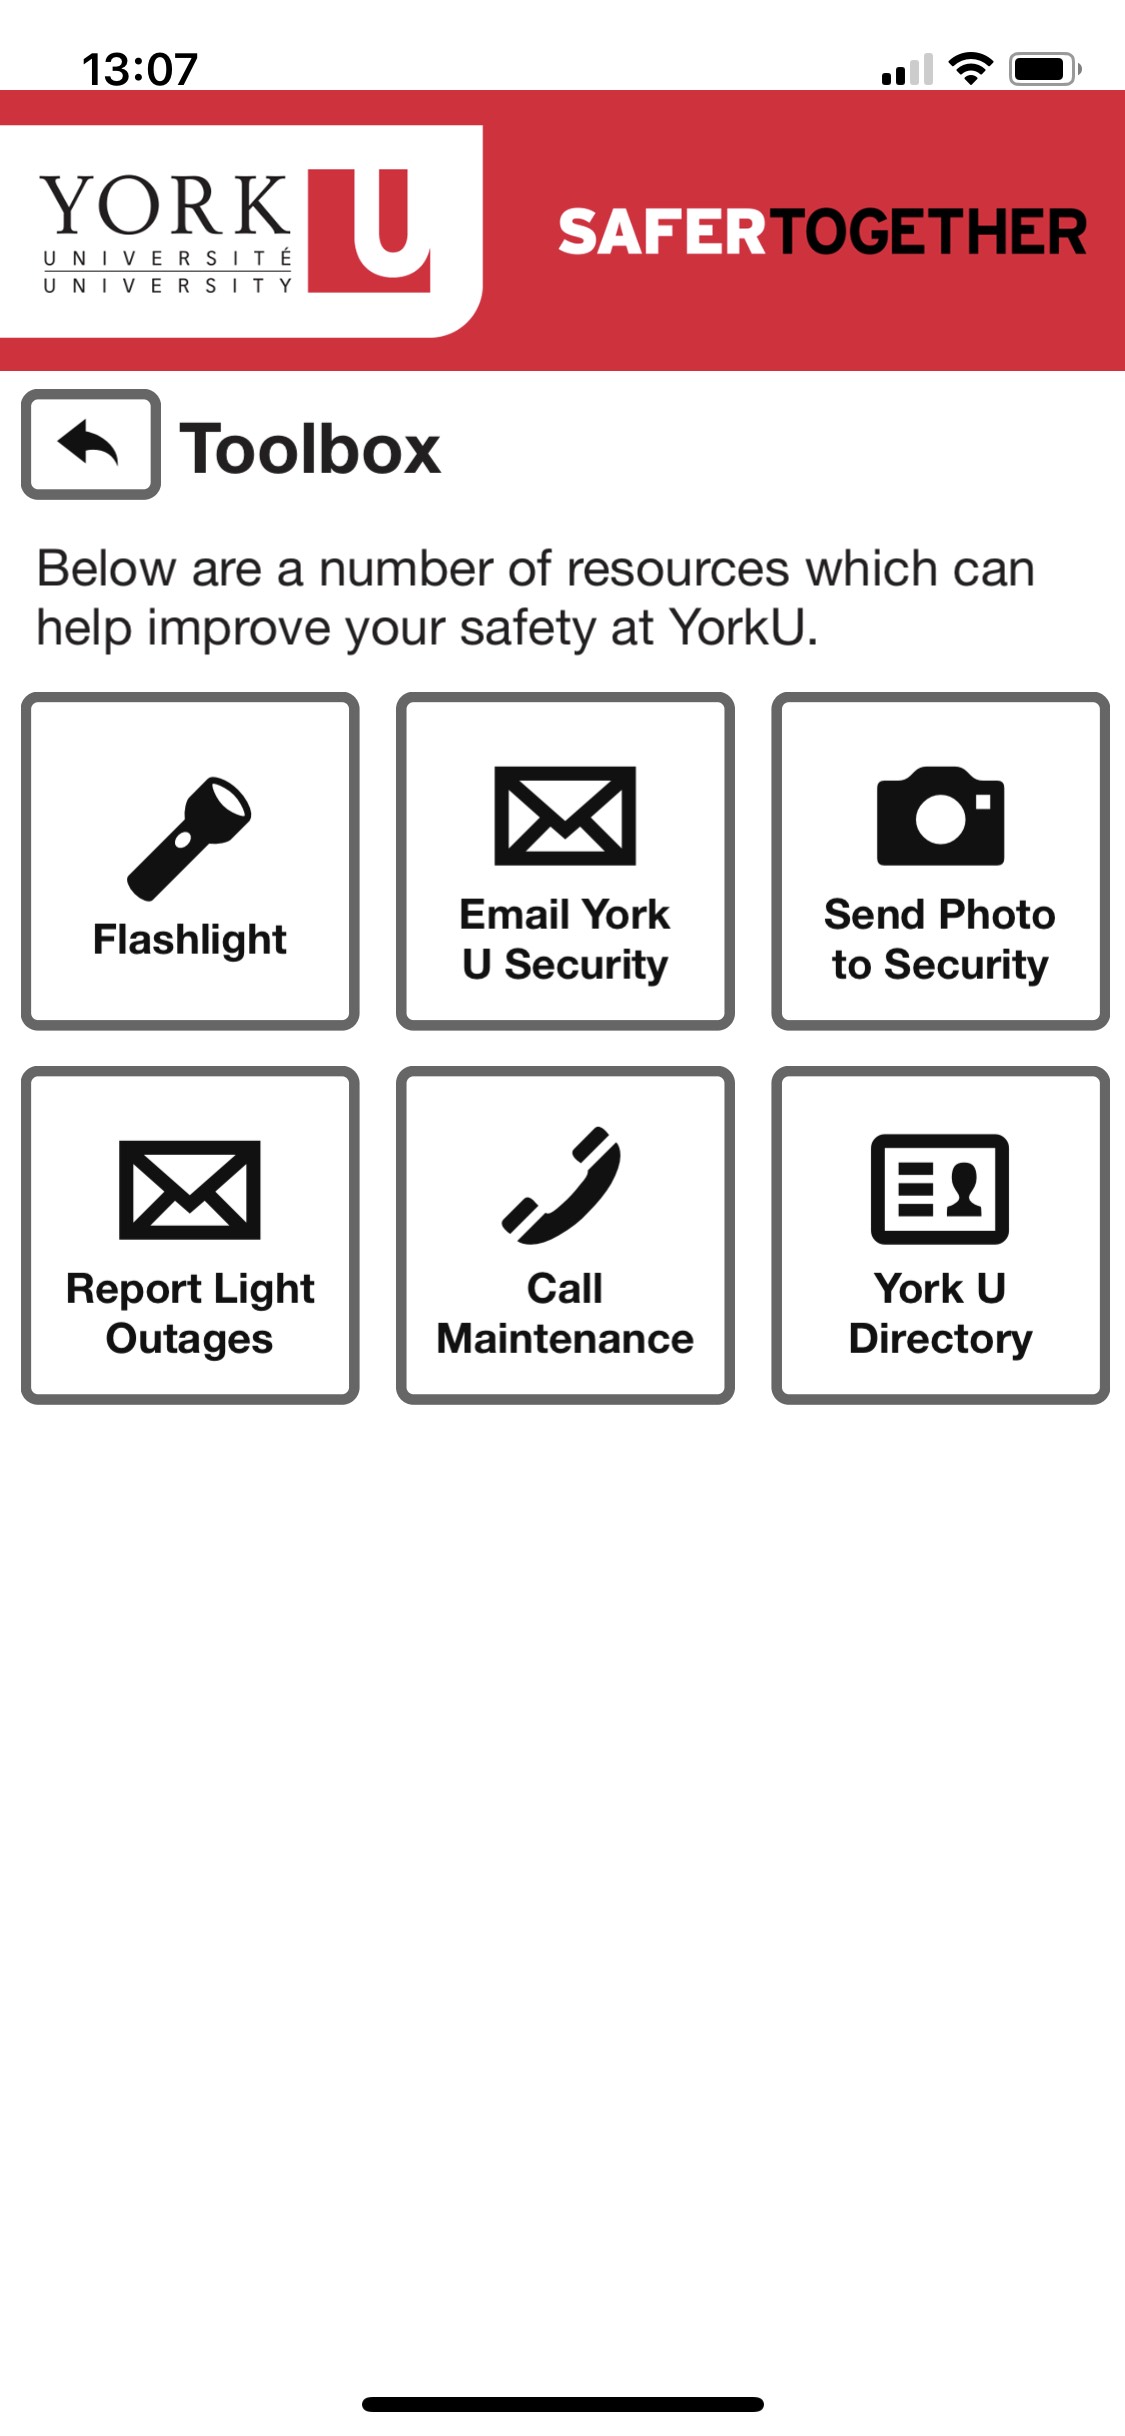 13:07
YORK U
UNIVERSITÉ
UNIVERSITY
SAFERTOGETHER
Toolbox
Below are a number of resources which can
help improve your safety at YorkU.
Flashlight
Email York
U Security
Send Photo
to Security
Report Light
Outages
Call
Maintenance
York U
Directory